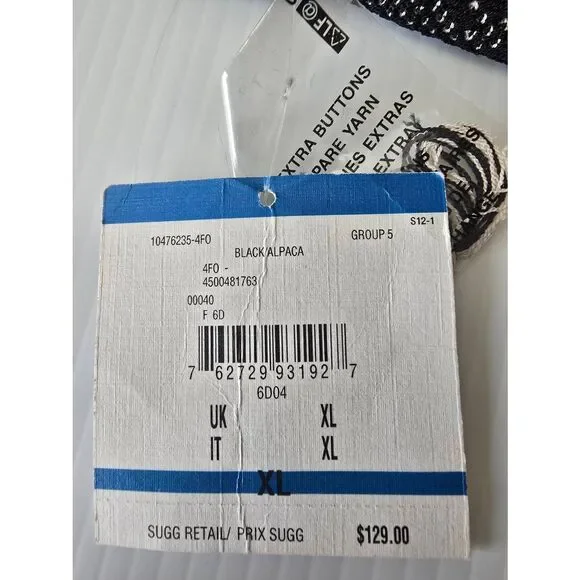 EXTRA BUTTONS
SPARE YARN
EXTRAS
EXTRA
S12-1
10476235-4F0
GROUP 5
BLACK/ALPACA
4F0 -
4500481763
00040
F 6D
7 62729 93192 7
6D04
UK XL
IT XL
XL
SUGG RETAIL/ PRIX SUGG $129.00